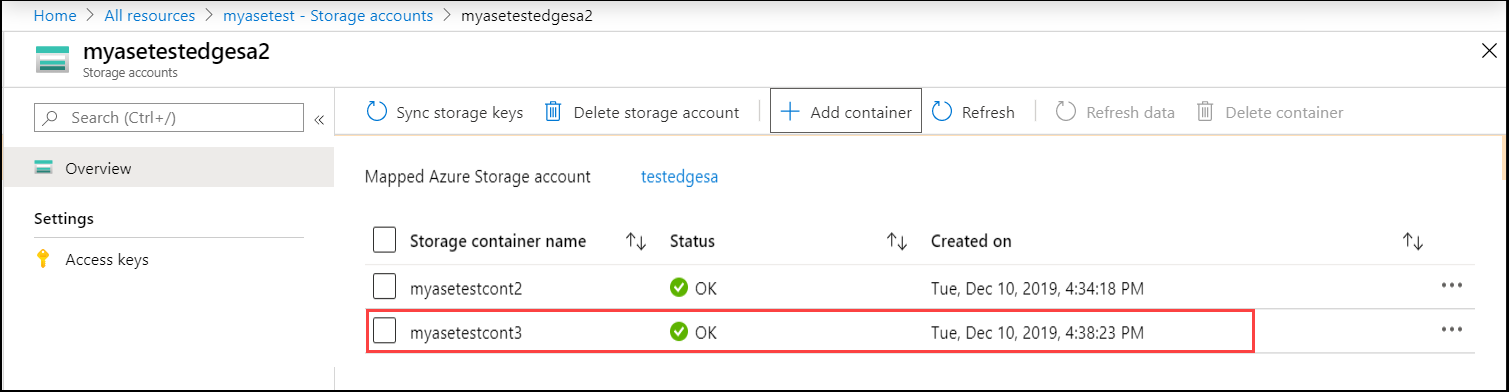 Home > All resources > myasetest - Storage accounts > myasetestedgesa2
myasetestedgesa2
Storage accounts
Search (Ctrl+/)
Sync storage keys Delete storage account Add container Refresh Refresh data Delete container
Overview
Mapped Azure Storage account testedgesa
Settings
Access keys
Storage container name Status Created on
myasetestcont2 OK Tue, Dec 10, 2019, 4:34:18 PM
myasetestcont3 OK Tue, Dec 10, 2019, 4:38:23 PM